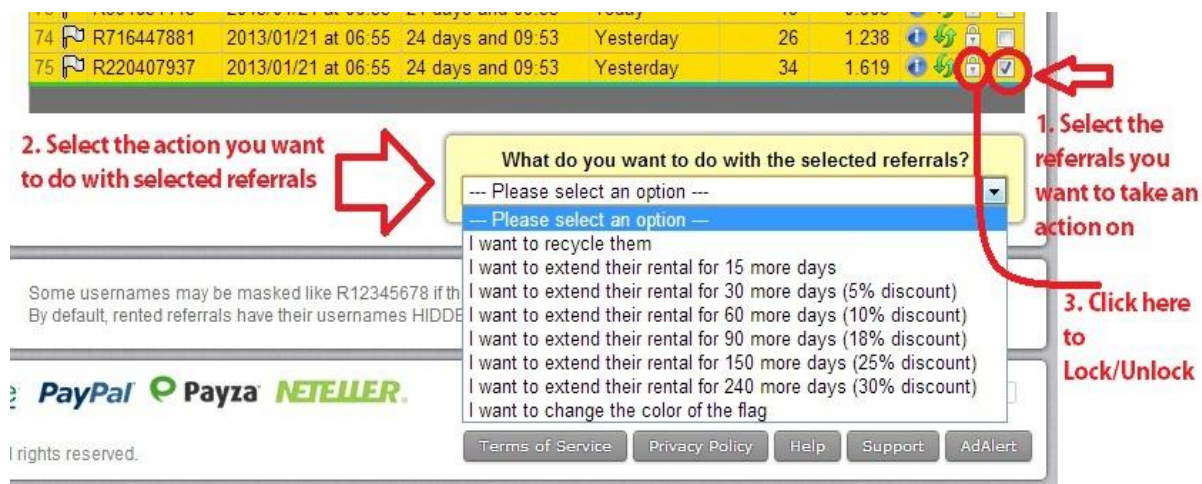 74 R716447881 2013/01/21 at 06:55 24 days and 09:53 Yesterday 26 1.238
75 R220407937 2013/01/21 at 06:55 24 days and 09:53 Yesterday 34 1.619
1. Select the
referrals you
want to take an
action on
2. Select the action you want
to do with selected referrals
What do you want to do with the selected referrals?
--- Please select an option ---
--- Please select an option ---
I want to recycle them
I want to extend their rental for 15 more days
I want to extend their rental for 30 more days (5% discount)
I want to extend their rental for 60 more days (10% discount)
I want to extend their rental for 90 more days (18% discount)
I want to extend their rental for 150 more days (25% discount)
I want to extend their rental for 240 more days (30% discount)
I want to change the color of the flag
3. Click here
to
Lock/Unlock
Some usernames may be masked like R12345678 if th
By default, rented referrals have their usernames HIDDE
PayPal Payza NETELLER.
rights reserved.
Terms of Service Privacy Policy Help Support AdAlert